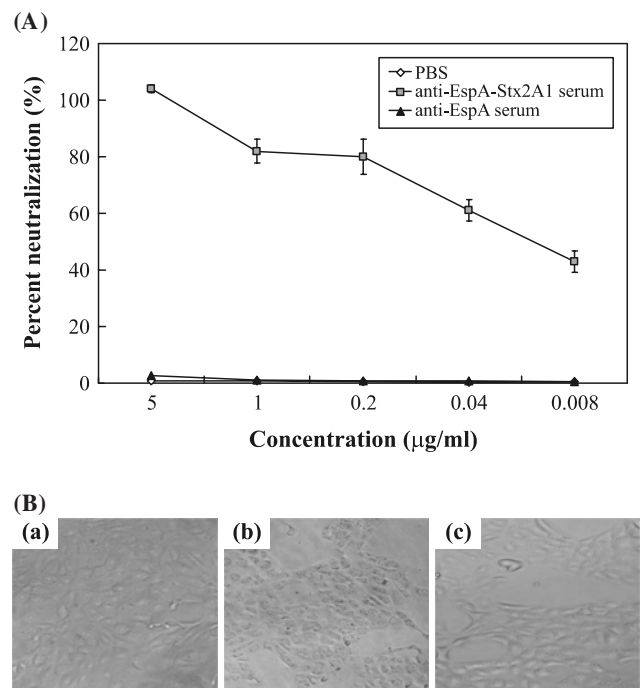 (A)
120
100
80
60
40
20
0
Percent neutralization (%)
PBS
anti-EspA-Stx2A1 serum
anti-EspA serum
5 1 0.2 0.04 0.008
Concentration (μg/ml)
(B)
(a) (b) (c)